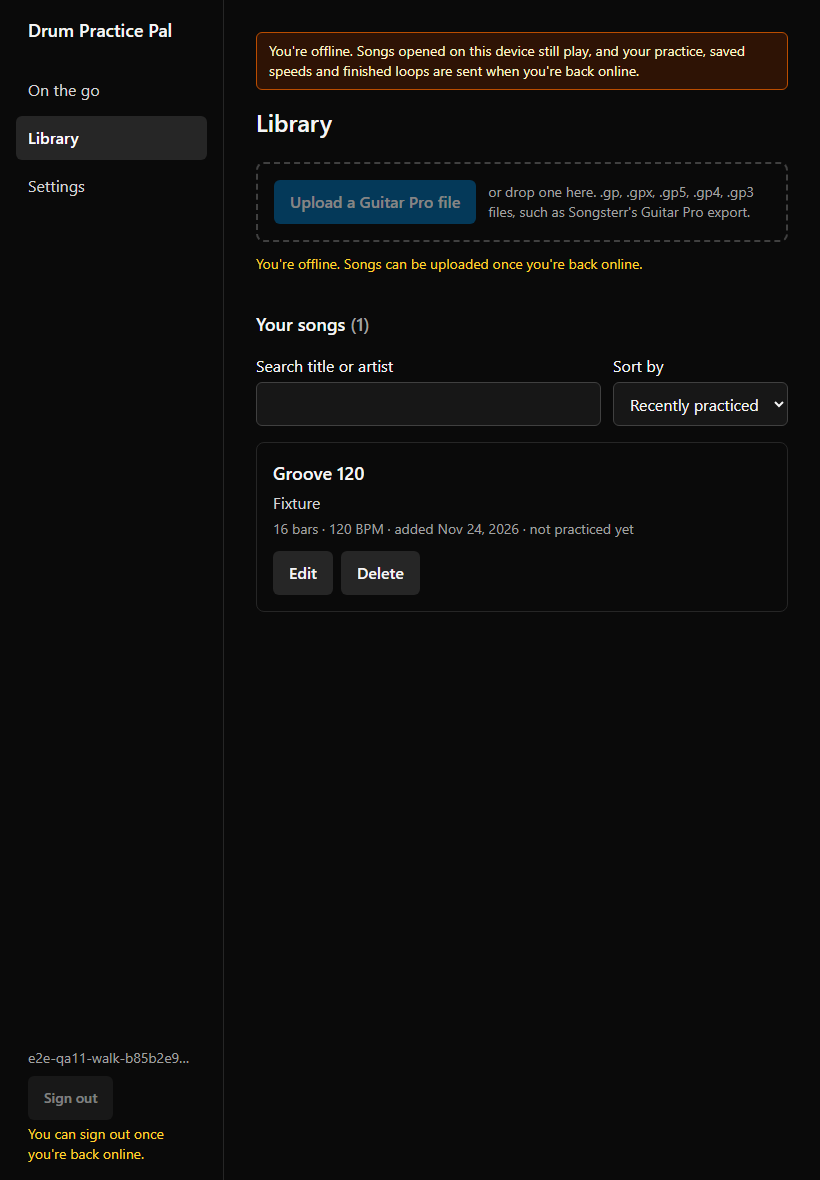 Drum Practice Pal
On the go
Library
Settings
You're offline. Songs opened on this device still play, and your practice, saved
speeds and finished loops are sent when you're back online.
Library
Upload a Guitar Pro file
or drop one here. .gp, .gpx, .gp5, .gp4, .gp3
files, such as Songsterr's Guitar Pro export.
You're offline. Songs can be uploaded once you're back online.
Your songs (1)
Search title or artist
Sort by
Recently practiced
Groove 120
Fixture
16 bars · 120 BPM · added Nov 24, 2026 · not practiced yet
Edit
Delete
e2e-qa11-walk-b85b2e9...
Sign out
You can sign out once
you're back online.